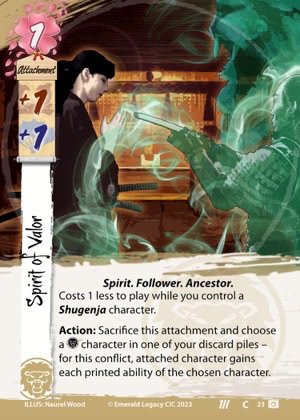 1
Attachment
+1
+1
Spirit of Valor
Spirit. Follower. Ancestor.
Costs 1 less to play while you control a
Shugenja character.
Action: Sacrifice this attachment and choose
a character in one of your discard piles –
for this conflict, attached character gains
each printed ability of the chosen character.
ILLUS: Naurel Wood © Emerald Legacy CIC 2023 C 23